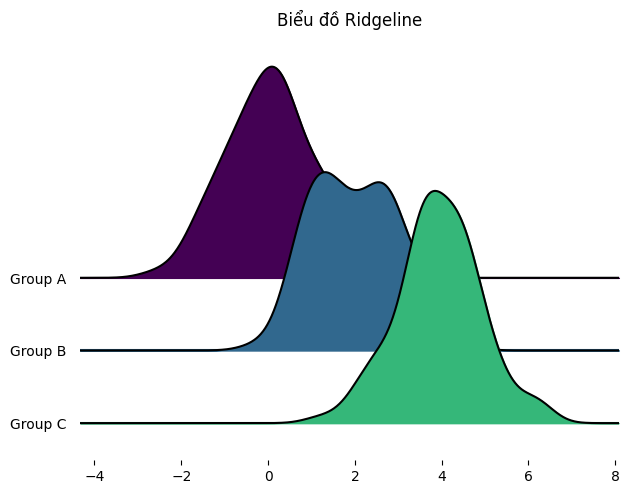 Biểu đồ Ridgeline
Group A
Group B
Group C
−4 −2 0 2 4 6 8